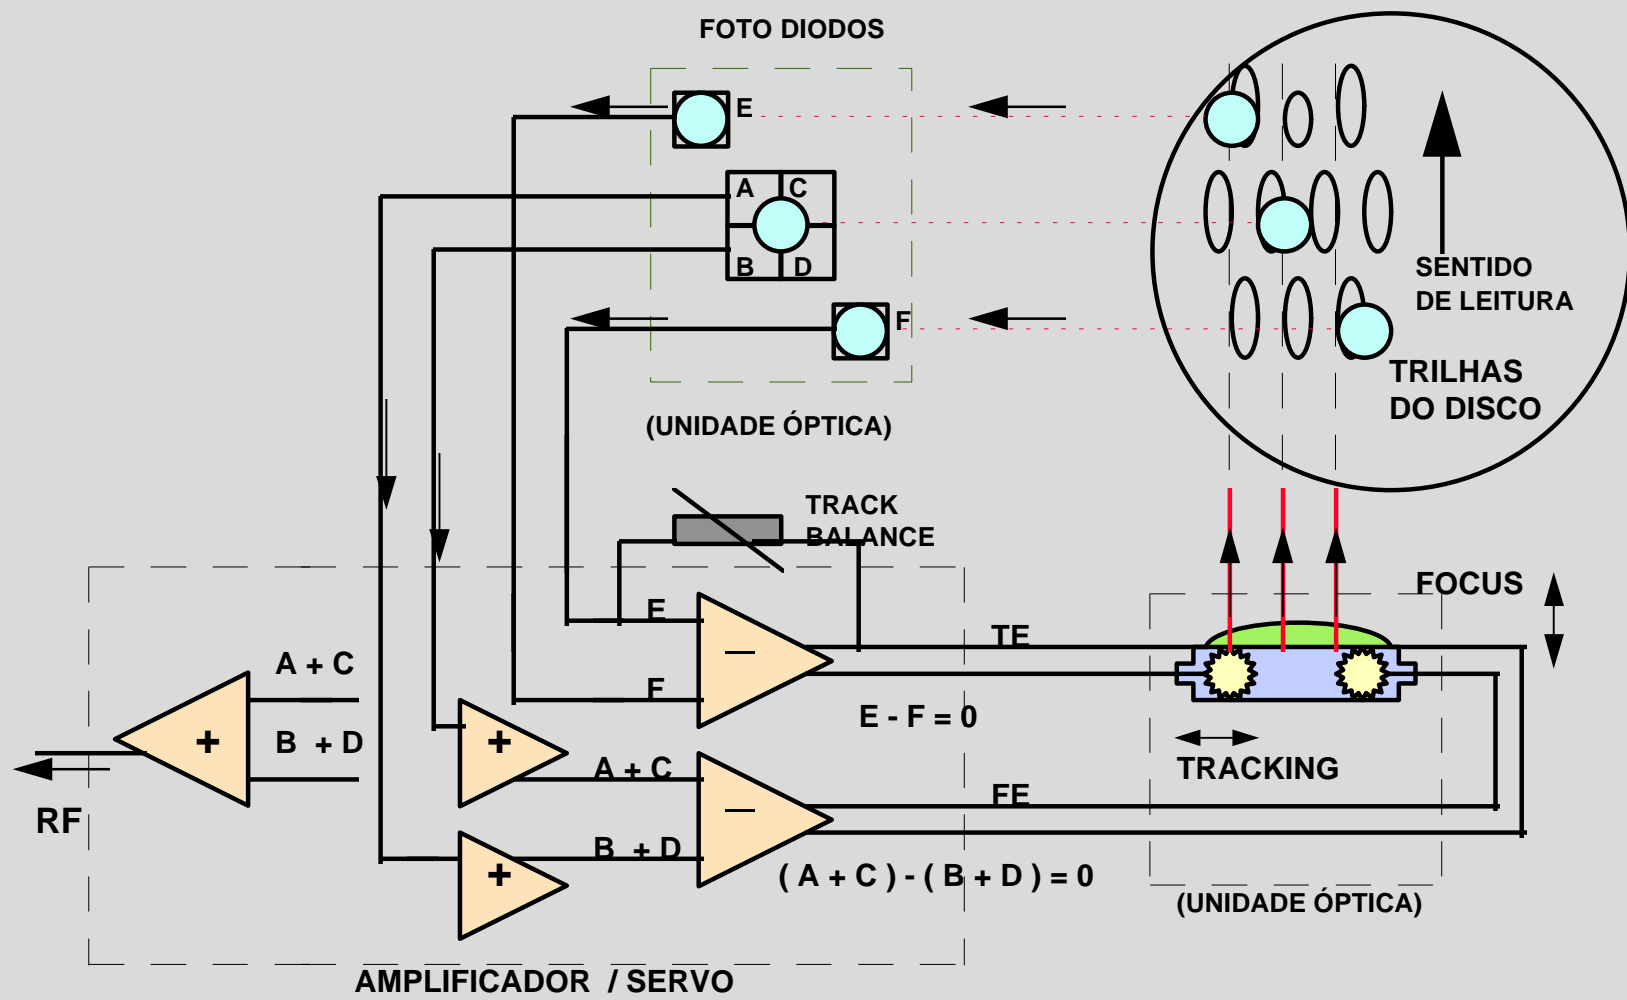 FOTO DIODOS
E
A C
B D
F
SENTIDO
DE LEITURA
TRILHAS
DO DISCO
(UNIDADE ÓPTICA)
TRACK
BALANCE
FOCUS
E
TE
A + C
F
E - F = 0
B + D
+
+
A + C
TRACKING
FE
RF
B + D
+
( A + C ) - ( B + D ) = 0
(UNIDADE ÓPTICA)
AMPLIFICADOR / SERVO